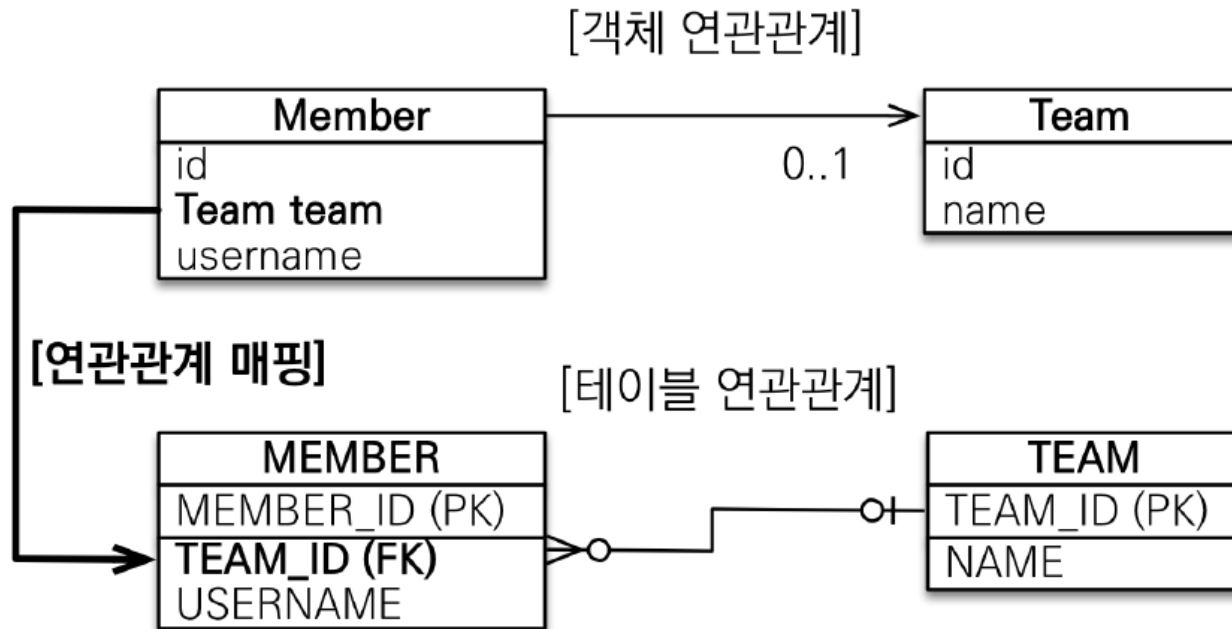 [객체 연관관계]
Member
id
Team team
username
0..1
Team
id
name
[연관관계 매핑]
[테이블 연관관계]
MEMBER
MEMBER_ID (PK)
TEAM_ID (FK)
USERNAME
TEAM
TEAM_ID (PK)
NAME